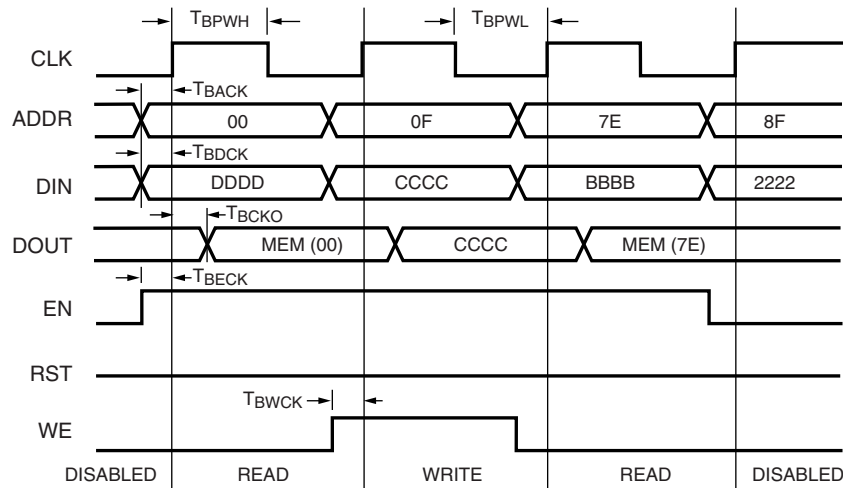 TBPWH TBPWL
CLK
TBACK
ADDR 00 0F 7E 8F
TBDCK
DIN DDDD CCCC BBBB 2222
TBCKO
DOUT MEM (00) CCCC MEM (7E)
TBECK
EN
RST
TBWCK
WE
DISABLED READ WRITE READ DISABLED